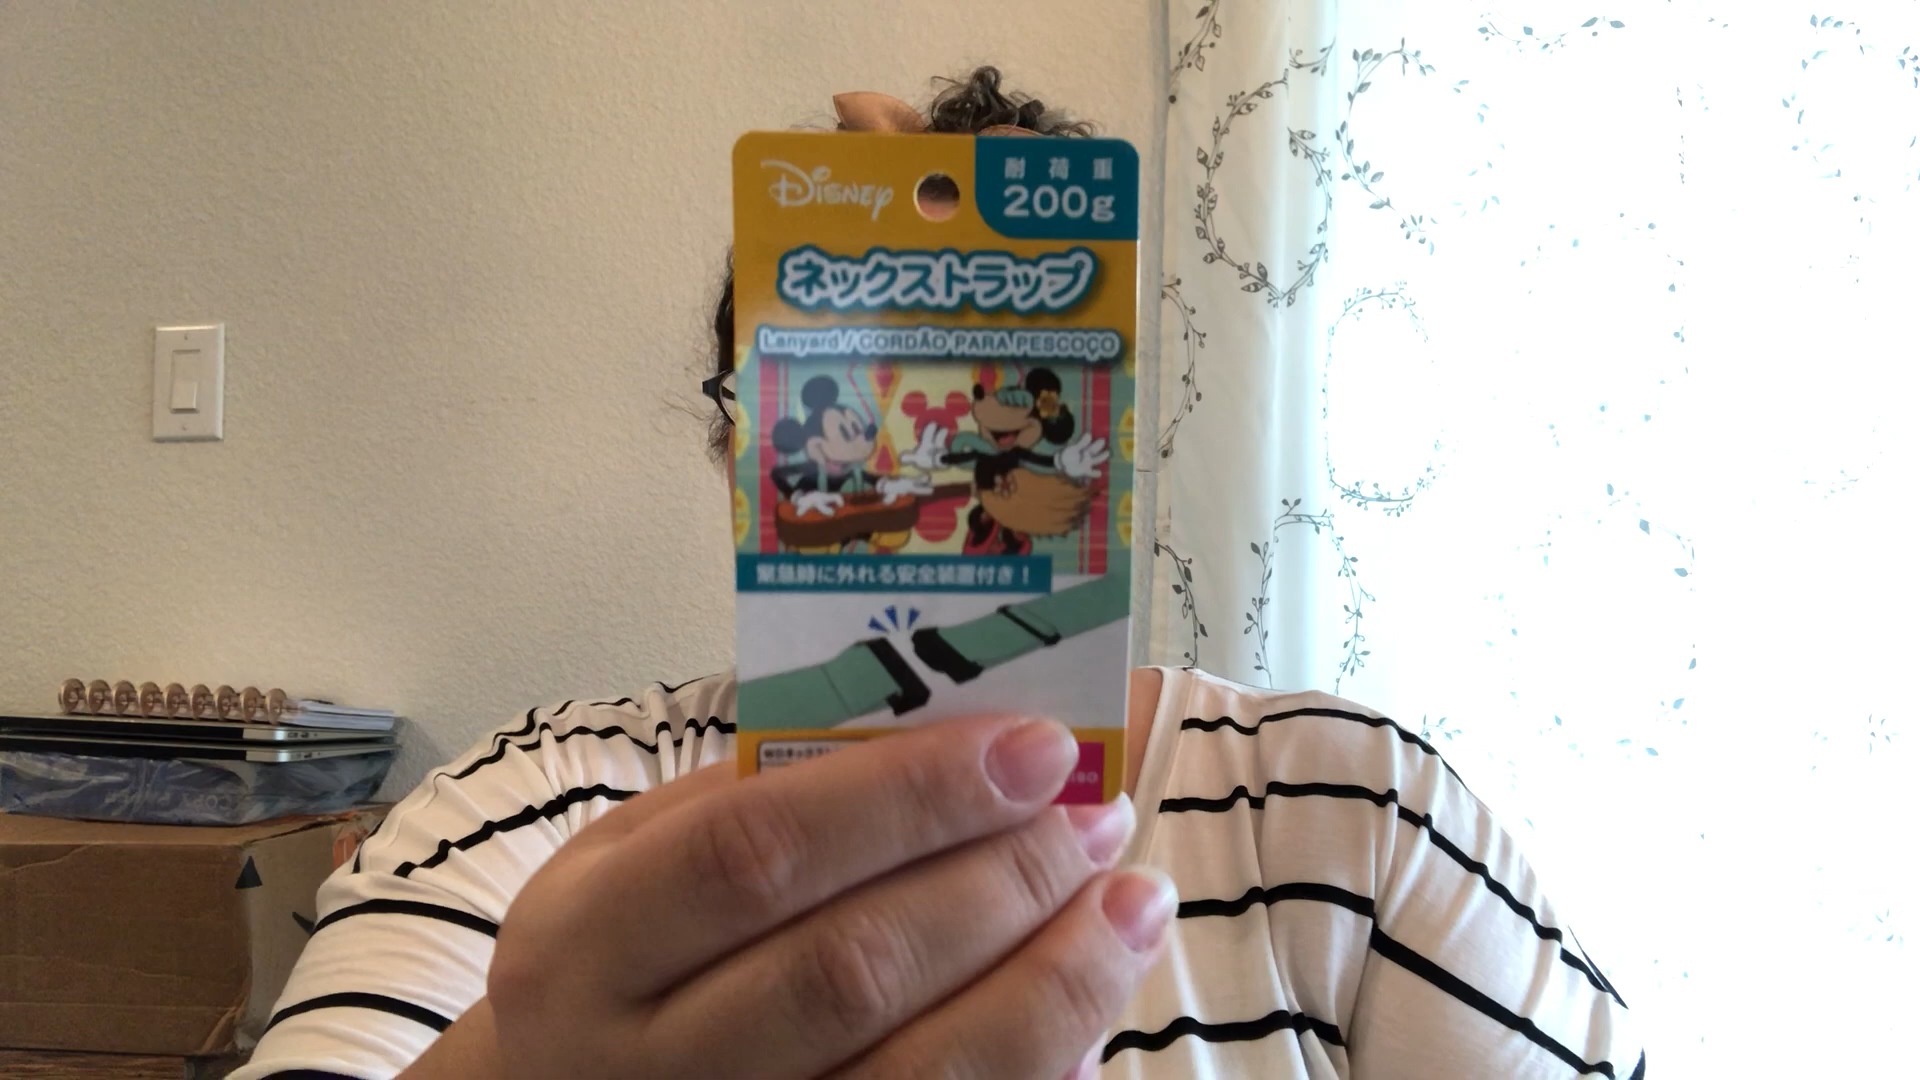 Disney
耐荷重
200g
ネックストラップ
Lanyard / CORDÃO PARA PESCOÇO
緊急時に外れる安全装置付き！